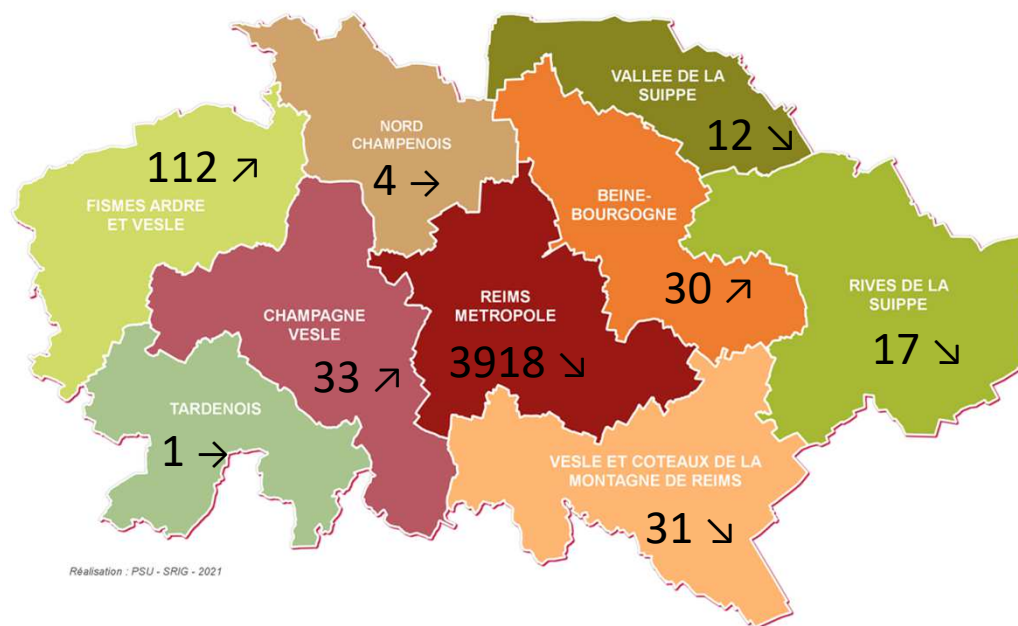 VALLEE DE LA
SUIPPE
12 ↘
NORD
CHAMPENOIS
4 →
112 ↗
FISMES ARDRE
ET VESLE
BEINE-
BOURGOGNE
30 ↗
RIVES DE LA
SUIPPE
17 ↘
REIMS
METROPOLE
3918 ↘
CHAMPAGNE
VESLE
33 ↗
TARDENOIS
1 →
VESLE ET COTEAUX DE LA
MONTAGNE DE REIMS
31 ↘
Réalisation : PSU - SRIG - 2021